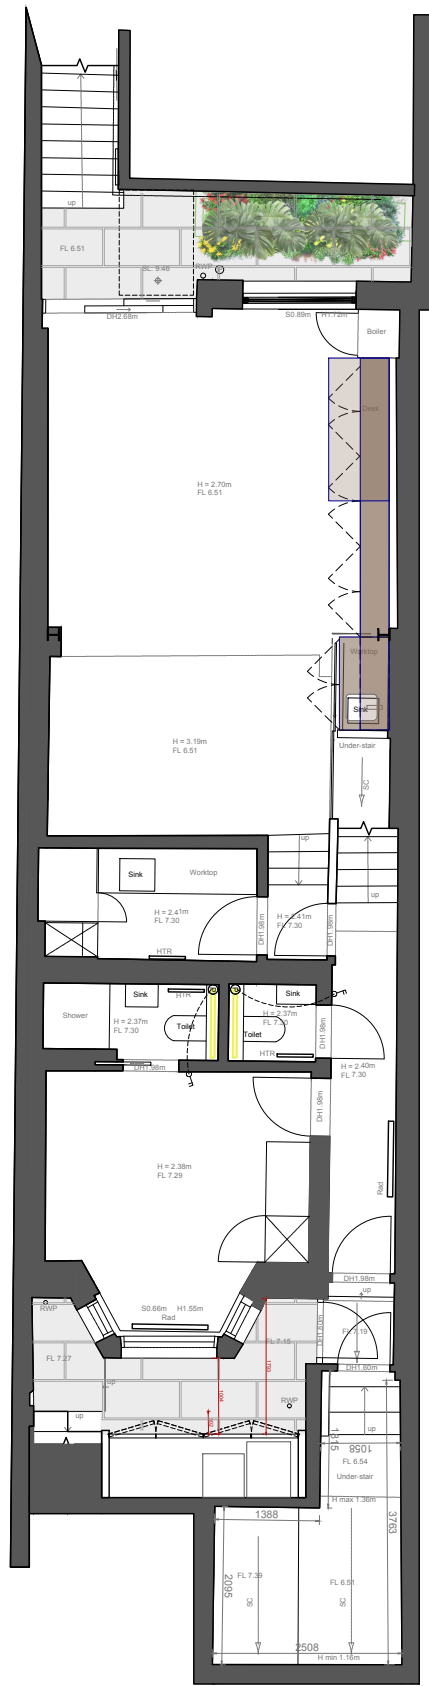 up
FL 6.51
SL: 9.46
RWP
DH2.68m
S0.89m
H1.72m
Boiler
Desk
H = 2.70m
FL 6.51
Worktop
Sink
H = 3.19m
FL 6.51
Under-stair
SC
up
up
Sink
Worktop
H = 2.41m
FL 7.30
HTR
DH1.98m
H = 2.41m
FL 7.30
DH1.98m
Shower
Sink
HTR
H = 2.37m
FL 7.30
Toilet
DH1.98m
Sink
H = 2.37m
FL 7.30
Toilet
HTR
DH1.98m
H = 2.40m
FL 7.30
DH1.98m
H = 2.38m
FL 7.29
Rad
DH1.98m
up
RWP
S0.66m
H1.55m
Rad
FL 7.15
DH1.80m
FL 7.19
DH1.60m
FL 7.27
up
up
1004
1793
RWP
up
1315
1058
FL 6.54
Under-stair
H max 1.36m
1388
3763
2095
FL 7.39
SC
FL 6.51
SC
2508
H min 1.16m